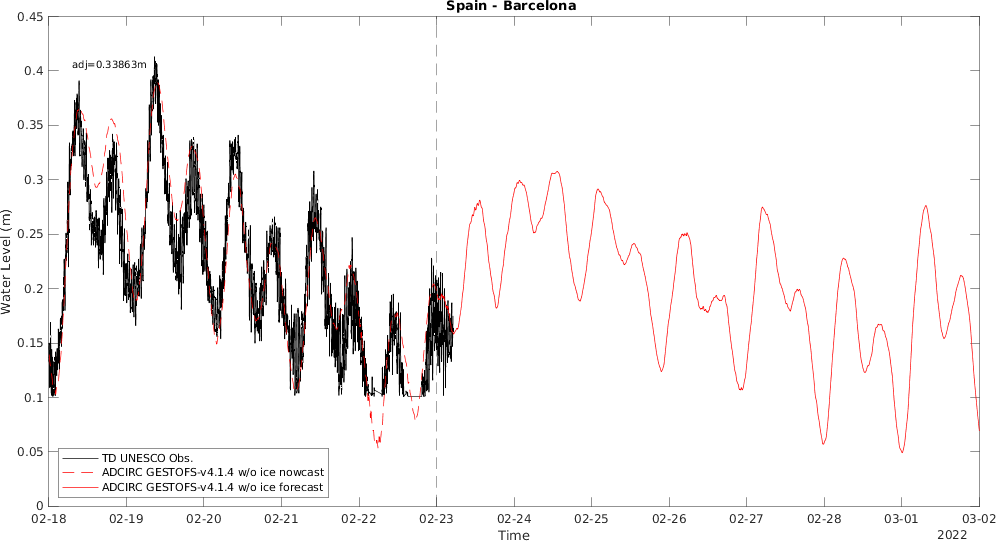 Spain - Barcelona
0.45
0.4
0.35
0.3
0.25
0.2
0.15
0.1
0.05
0
Water Level (m)
adj=0.33863m
TD UNESCO Obs.
ADCIRC GESTOFS-v4.1.4 w/o ice nowcast
ADCIRC GESTOFS-v4.1.4 w/o ice forecast
02-18 02-19 02-20 02-21 02-22 02-23 02-24 02-25 02-26 02-27 02-28 03-01 03-02
Time
2022